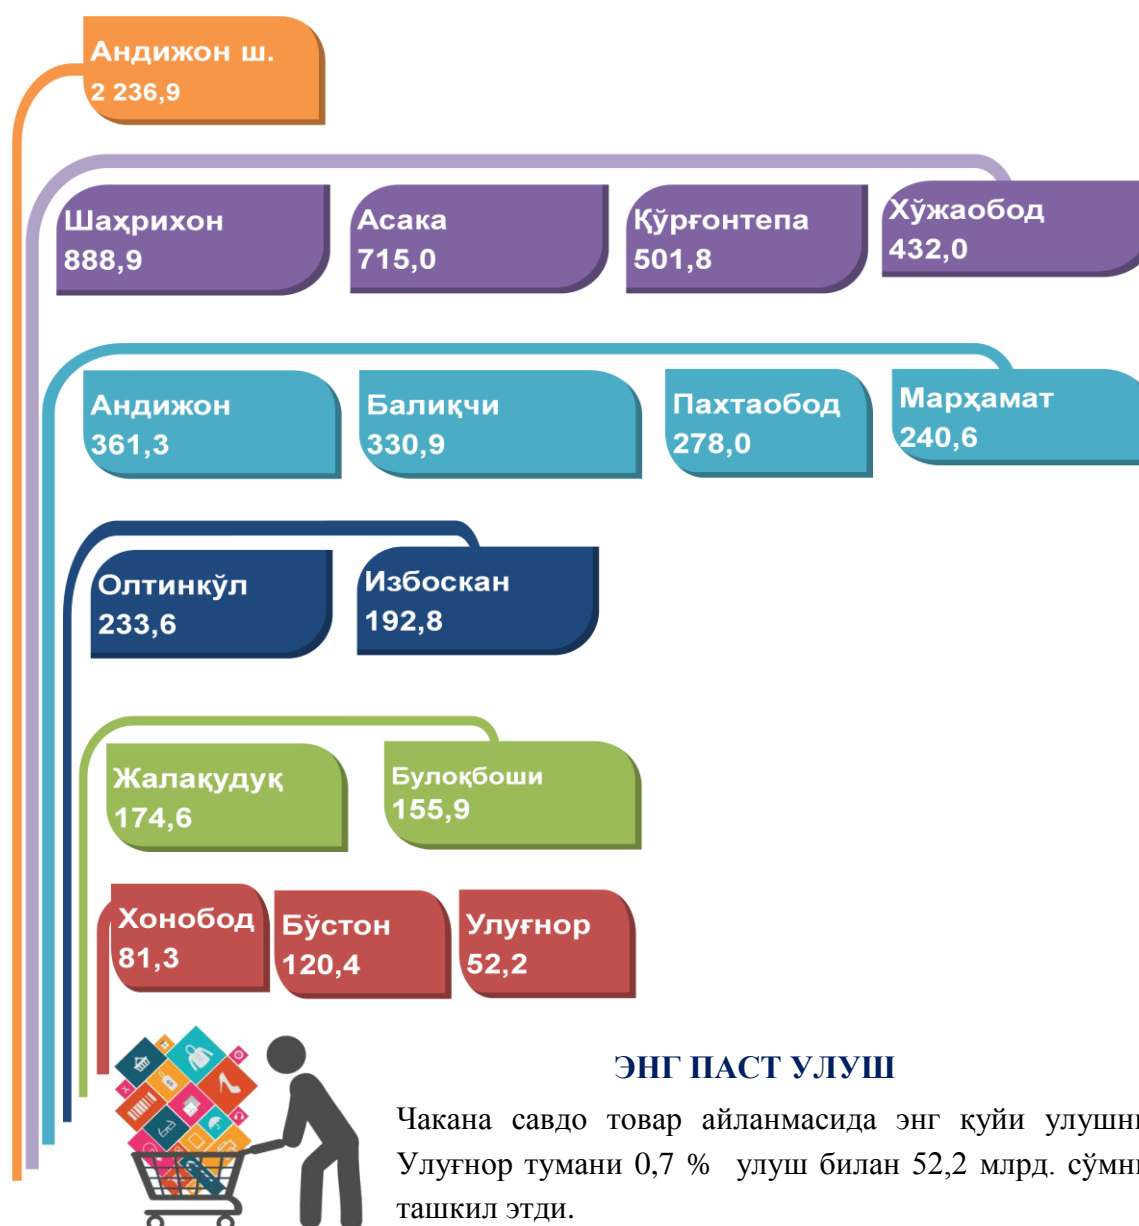 Андижон ш.
2 236,9
Шаҳрихон
888,9
Асака
715,0
Қўрғонтепа
501,8
Хўжаобод
432,0
Андижон
361,3
Балиқчи
330,9
Пахтаобод
278,0
Марҳамат
240,6
Олтинкўл
233,6
Избоскан
192,8
Жалақудуқ
174,6
Булоқбоши
155,9
Хонобод
81,3
Бўстон
120,4
Улуғнор
52,2
ЭНГ ПАСТ УЛУШ
Чакана савдо товар айланмасида энг қуйи улушни
Улуғнор тумани 0,7 % улуш билан 52,2 млрд. сўмни
ташкил этди.